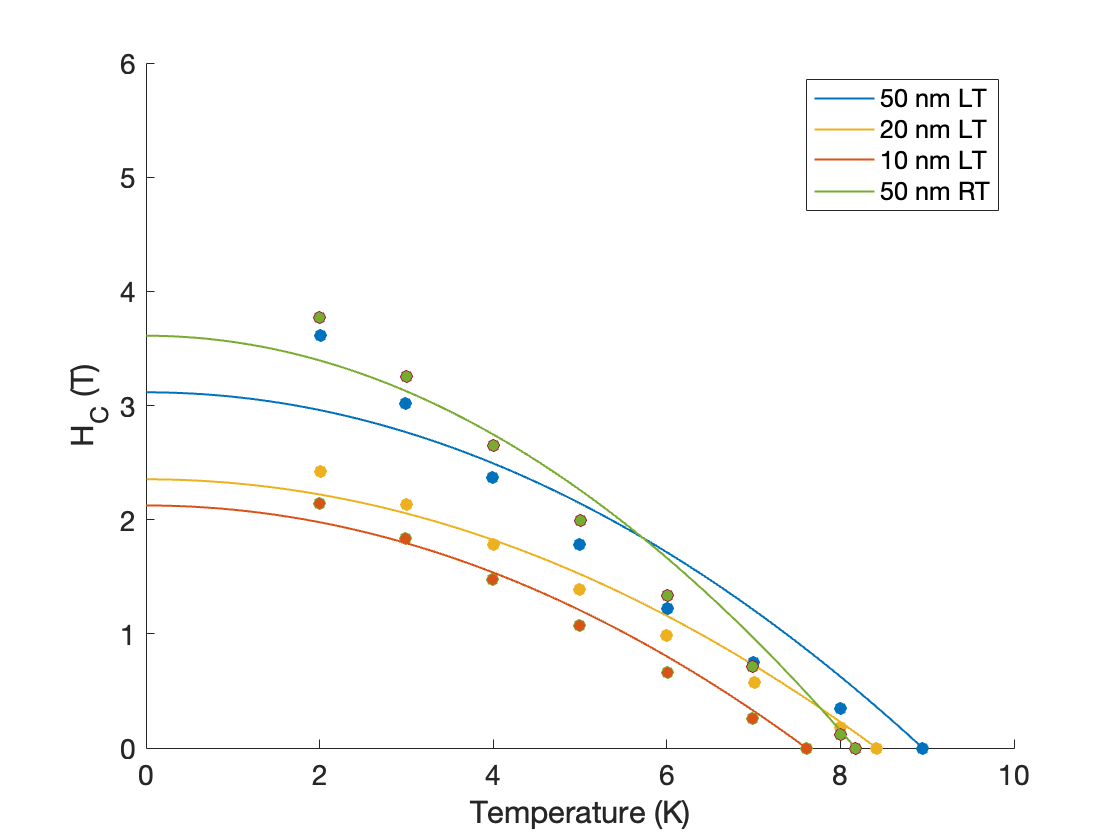 6
5
4
3
2
1
0
H_C (T)
0 2 4 6 8 10
Temperature (K)
50 nm LT
20 nm LT
10 nm LT
50 nm RT